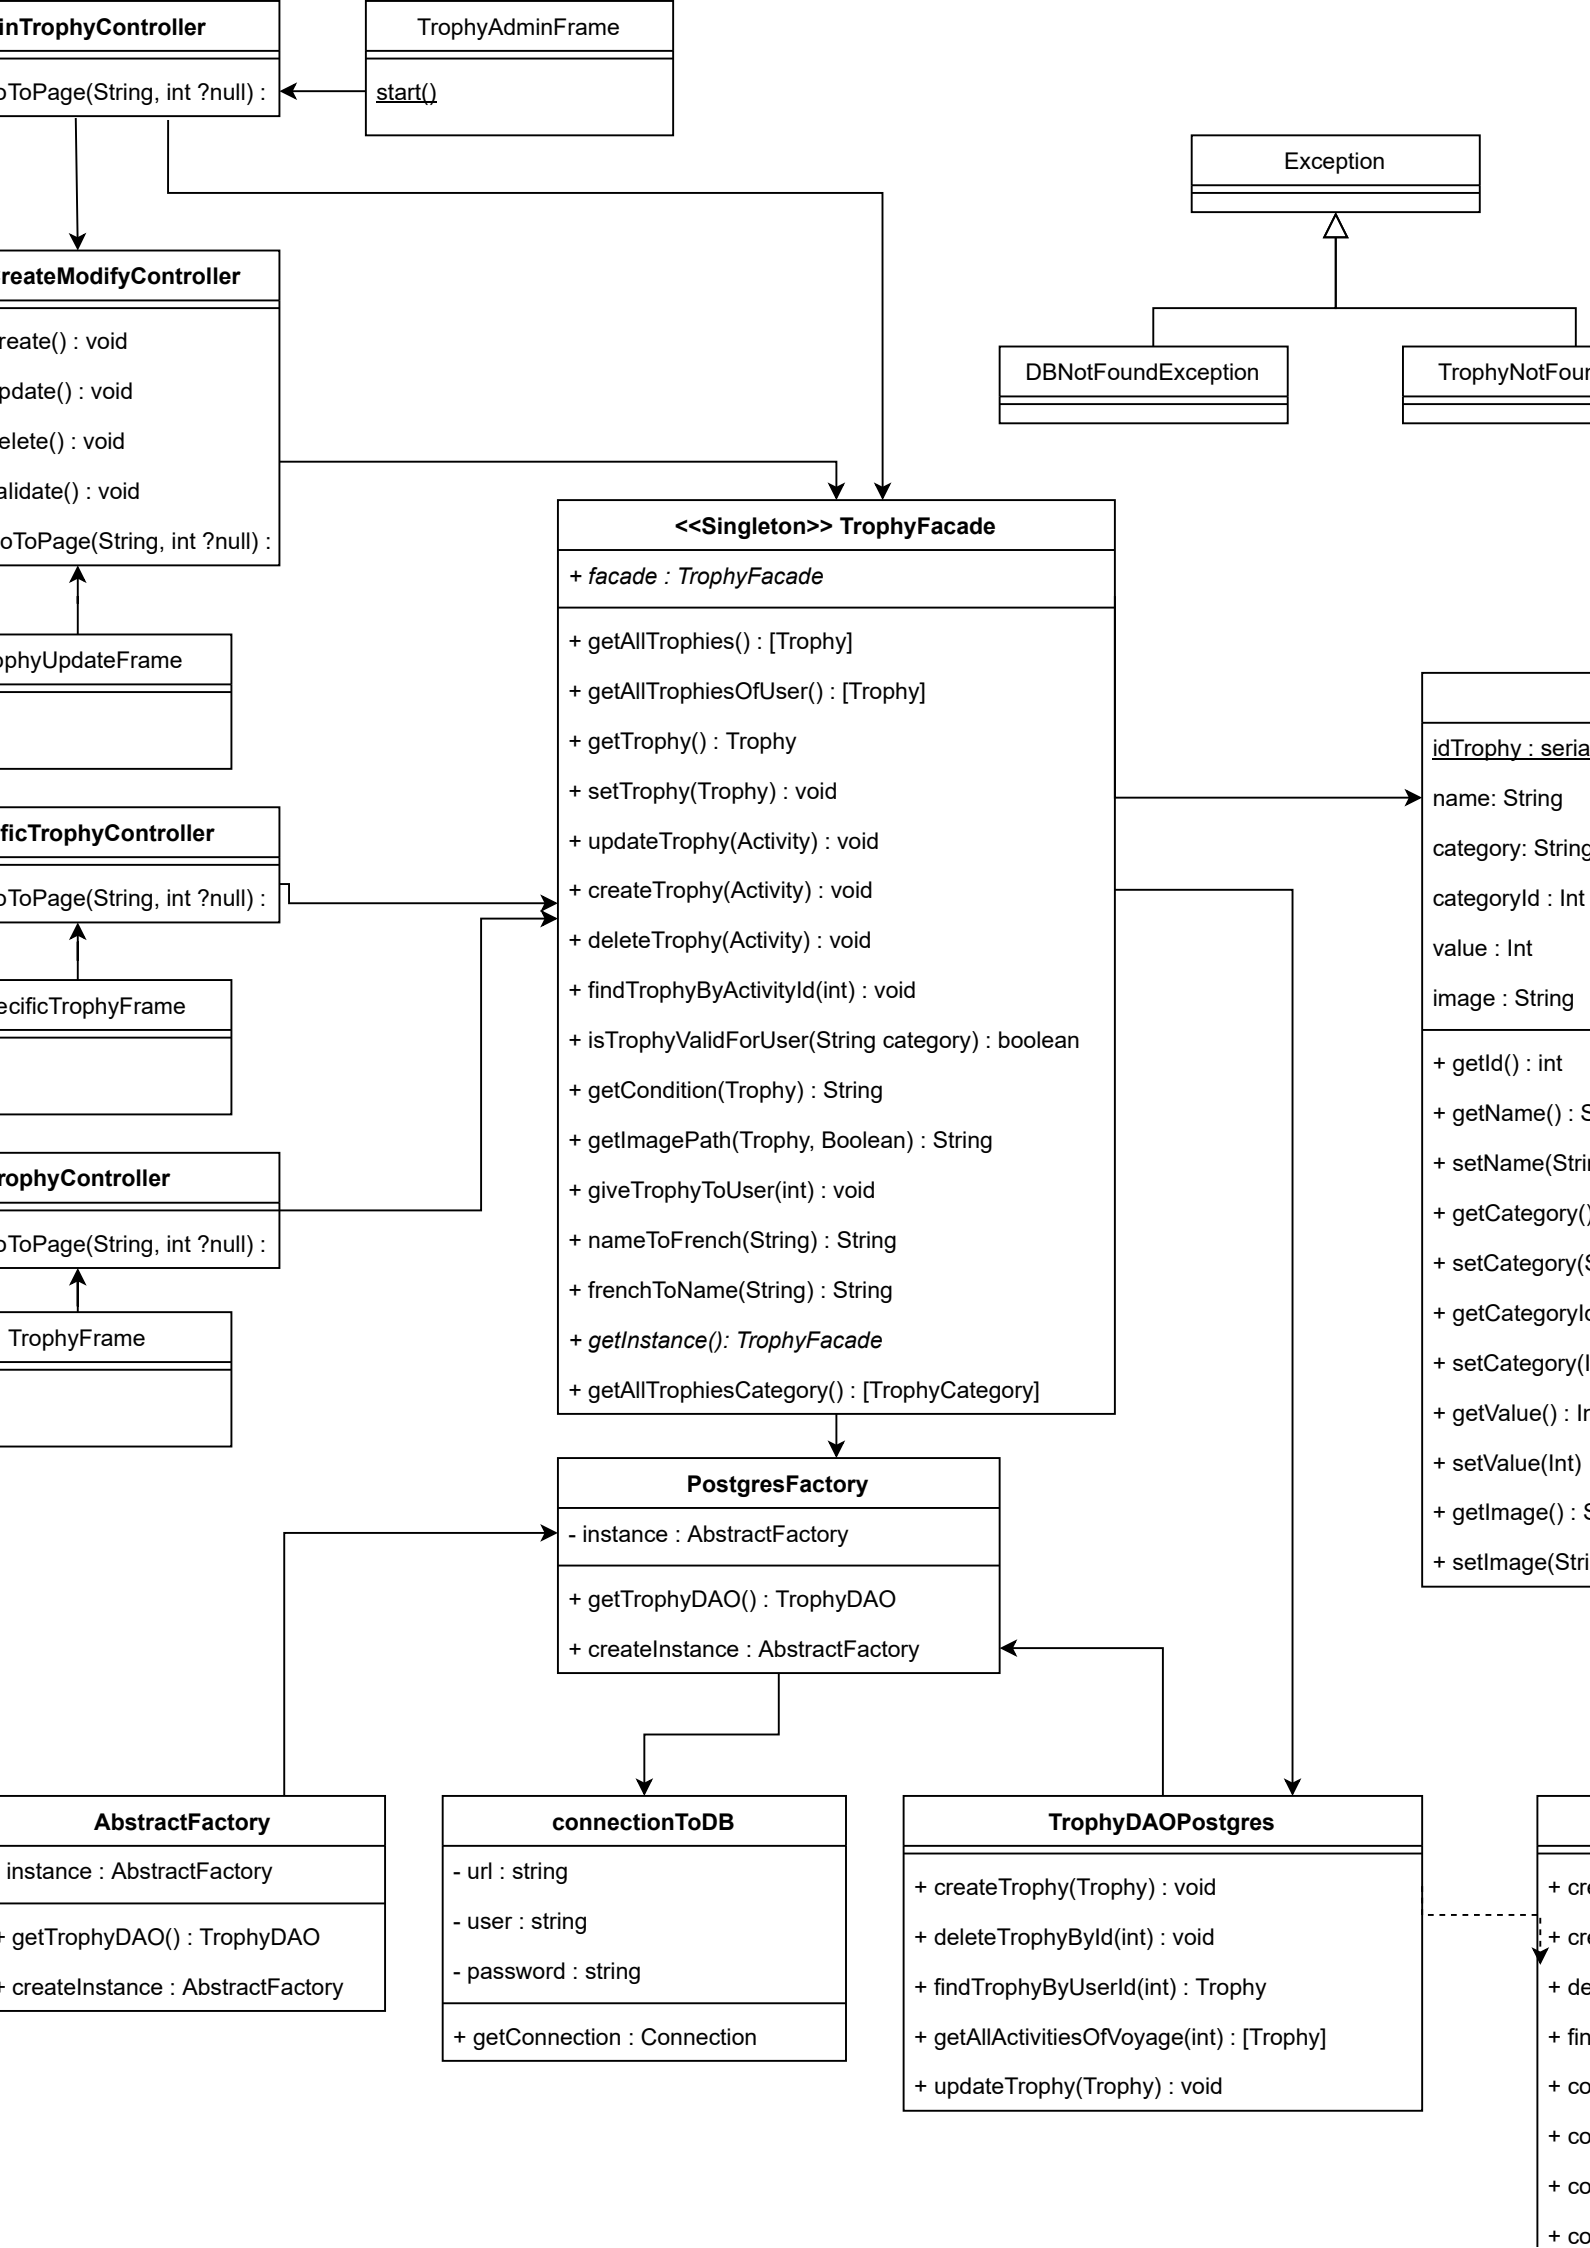 inTrophyController
oToPage(String, int ?null) :
TrophyAdminFrame
start()
Exception
DBNotFoundException
TrophyNotFour
reateModifyController
reate() : void
pdate() : void
elete() : void
alidate() : void
oToPage(String, int ?null) :
ophyUpdateFrame
ficTrophyController
oToPage(String, int ?null) :
ecificTrophyFrame
rophyController
oToPage(String, int ?null) :
TrophyFrame
<<Singleton>> TrophyFacade
+ facade : TrophyFacade
+ getAllTrophies() : [Trophy]
+ getAllTrophiesOfUser() : [Trophy]
+ getTrophy() : Trophy
+ setTrophy(Trophy) : void
+ updateTrophy(Activity) : void
+ createTrophy(Activity) : void
+ deleteTrophy(Activity) : void
+ findTrophyByActivityId(int) : void
+ isTrophyValidForUser(String category) : boolean
+ getCondition(Trophy) : String
+ getImagePath(Trophy, Boolean) : String
+ giveTrophyToUser(int) : void
+ nameToFrench(String) : String
+ frenchToName(String) : String
+ getInstance(): TrophyFacade
+ getAllTrophiesCategory() : [TrophyCategory]
idTrophy : seria
name: String
category: String
categoryId : Int
value : Int
image : String
+ getId() : int
+ getName() : S
+ setName(Strin
+ getCategory()
+ setCategory(S
+ getCategoryId
+ setCategory(I
+ getValue() : In
+ setValue(Int)
+ getImage() : S
+ setImage(Stri
PostgresFactory
- instance : AbstractFactory
+ getTrophyDAO() : TrophyDAO
+ createInstance : AbstractFactory
AbstractFactory
instance : AbstractFactory
+ getTrophyDAO() : TrophyDAO
+ createInstance : AbstractFactory
connectionToDB
- url : string
- user : string
- password : string
+ getConnection : Connection
TrophyDAOPostgres
+ createTrophy(Trophy) : void
+ deleteTrophyById(int) : void
+ findTrophyByUserId(int) : Trophy
+ getAllActivitiesOfVoyage(int) : [Trophy]
+ updateTrophy(Trophy) : void
+ cre
+ cre
+ de
+ fin
+ co
+ co
+ co
+ co